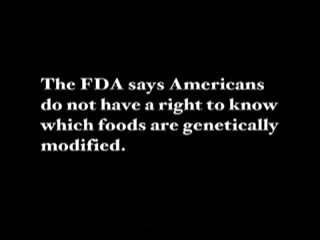 The FDA says Americans
do not have a right to know
which foods are genetically
modified.